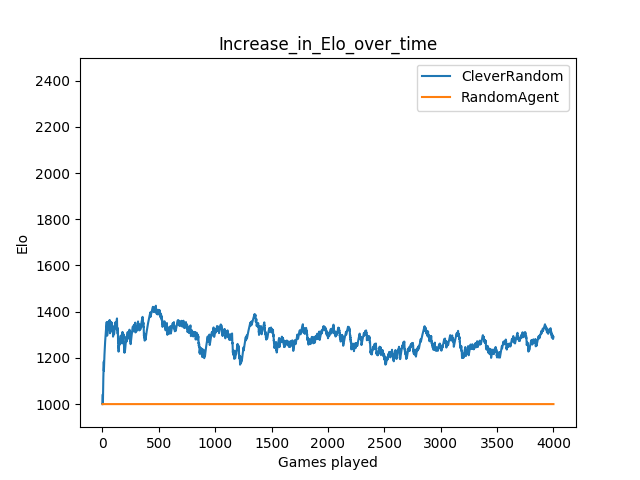 Increase_in_Elo_over_time
CleverRandom
RandomAgent
Elo
2400
2200
2000
1800
1600
1400
1200
1000
0 500 1000 1500 2000 2500 3000 3500 4000
Games played